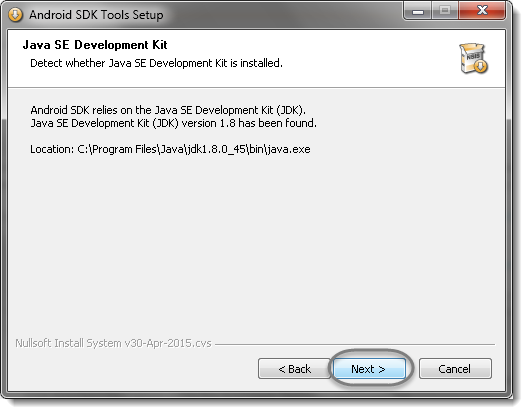 Android SDK Tools Setup
Java SE Development Kit
Detect whether Java SE Development Kit is installed.
NSIS
Android SDK relies on the Java SE Development Kit (JDK).
Java SE Development Kit (JDK) version 1.8 has been found.
Location: C:\Program Files\Java\jdk1.8.0_45\bin\java.exe
Nullsoft Install System v30-Apr-2015.cvs
< Back
Next >
Cancel